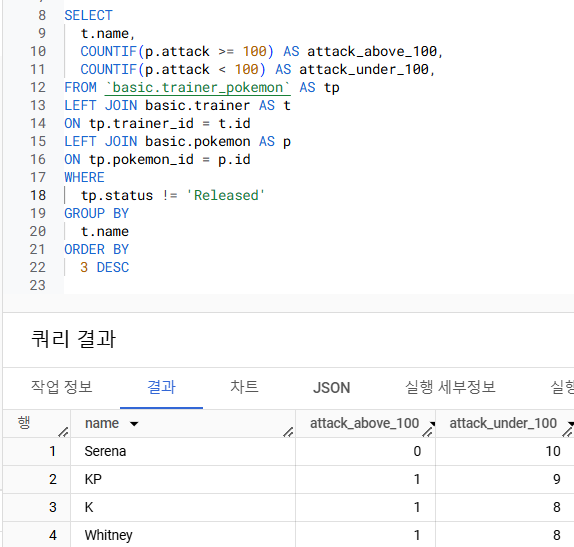 8 SELECT
9 t.name,
10 COUNTIF(p.attack >= 100) AS attack_above_100,
11 COUNTIF(p.attack < 100) AS attack_under_100,
12 FROM `basic.trainer_pokemon` AS tp
13 LEFT JOIN basic.trainer AS t
14 ON tp.trainer_id = t.id
15 LEFT JOIN basic.pokemon AS p
16 ON tp.pokemon_id = p.id
17 WHERE
18 tp.status != 'Released'
19 GROUP BY
20 t.name
21 ORDER BY
22 3 DESC
23
쿼리 결과
작업 정보 결과 차트 JSON 실행 세부정보
행 name attack_above_100 attack_under_100
1 Serena 0 10
2 KP 1 9
3 K 1 8
4 Whitney 1 8